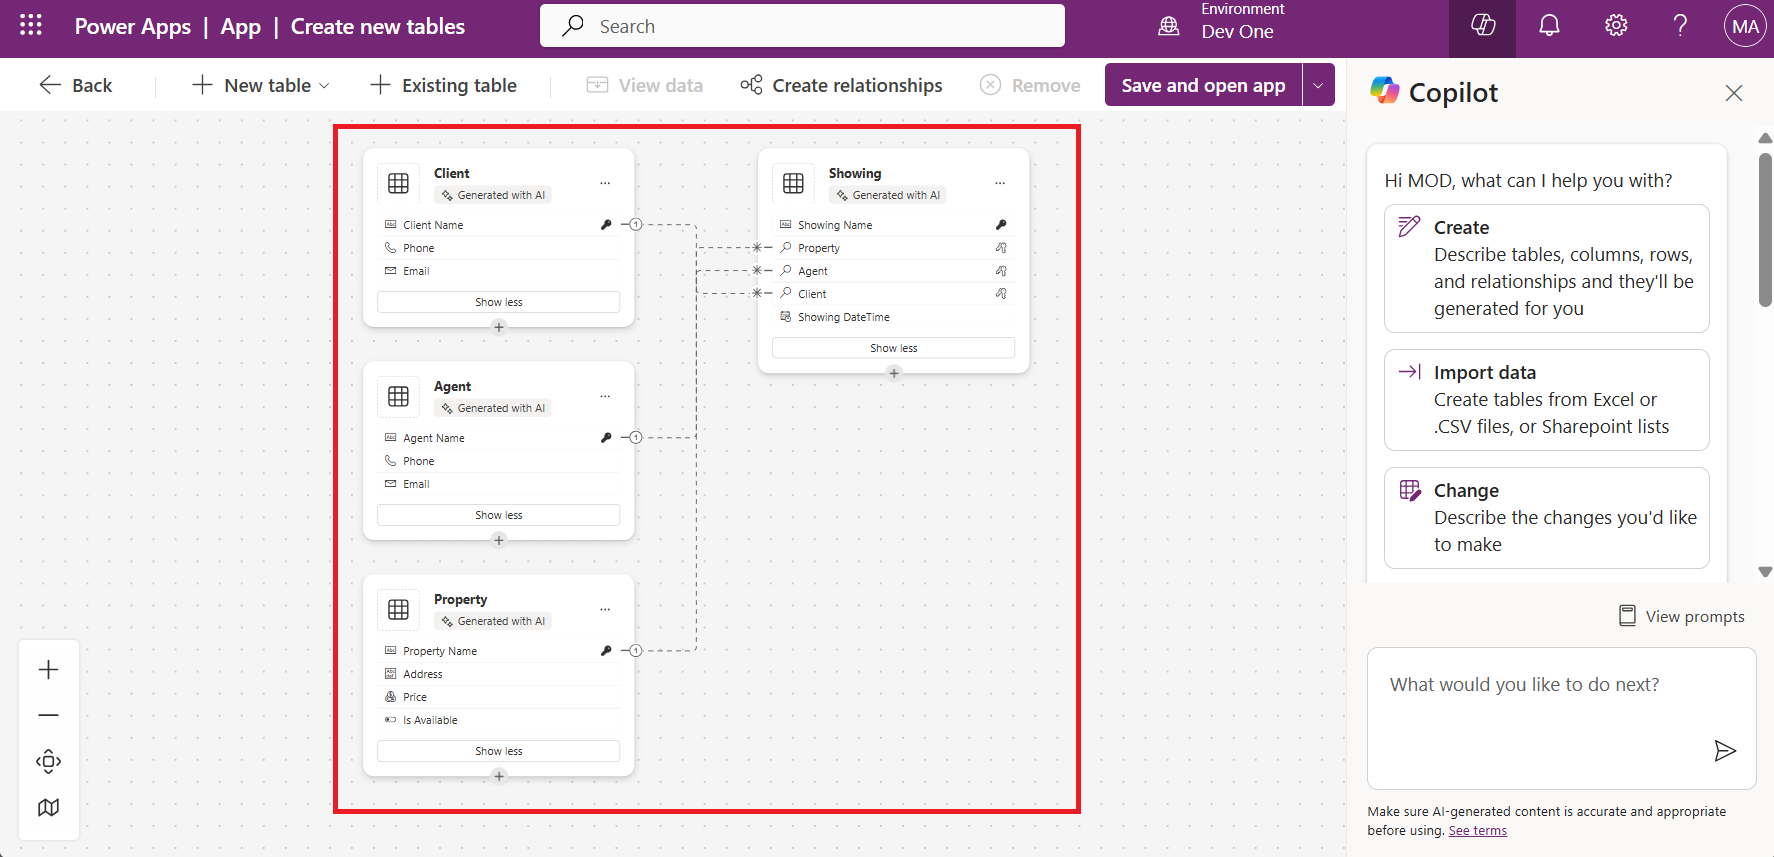 Power Apps | App | Create new tables
Search
Environment
Dev One
MA
Back
New table
Existing table
View data
Create relationships
Remove
Save and open app
Client
Generated with AI
Client Name
1
Phone
Email
Show less
Agent
Generated with AI
Agent Name
1
Phone
Email
Show less
Property
Generated with AI
Property Name
1
Address
Price
Is Available
Show less
Showing
Generated with AI
Showing Name
Property
Agent
Client
Showing DateTime
Show less
Copilot
Hi MOD, what can I help you with?
Create
Describe tables, columns, rows,
and relationships and they'll be
generated for you
Import data
Create tables from Excel or
.CSV files, or Sharepoint lists
Change
Describe the changes you'd like
to make
View prompts
What would you like to do next?
Make sure AI-generated content is accurate and appropriate
before using. See terms